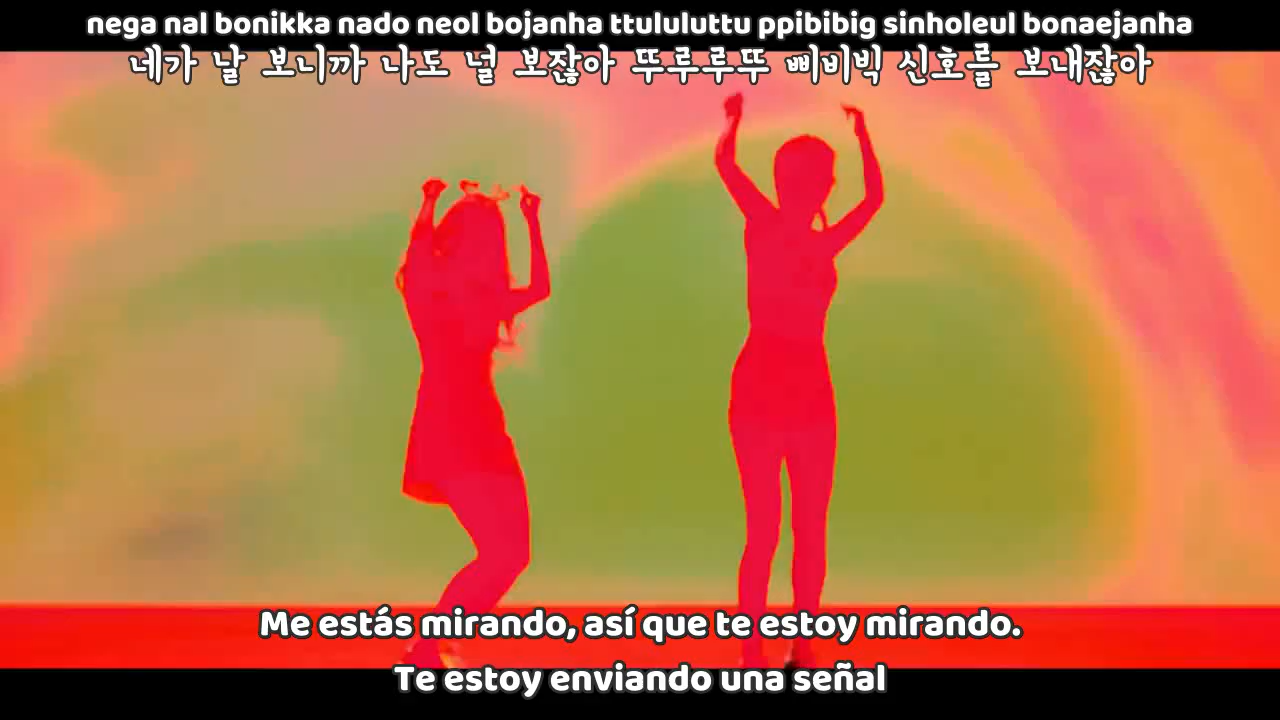 nega nal bonikka nado neol bojanha ttululuttu ppibibig sinholeul bonaejanha
네가 날 보니까 나도 널 보잖아 뚜루루뚜 삐비빅 신호를 보내잖아
Me estás mirando, así que te estoy mirando.
Te estoy enviando una señal